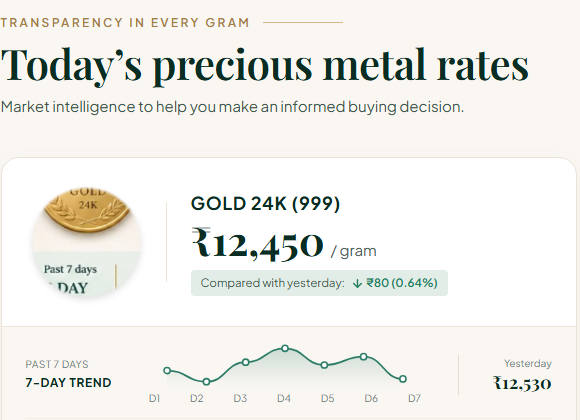 TRANSPARENCY IN EVERY GRAM
Today’s precious metal rates
Market intelligence to help you make an informed buying decision.
GOLD
24K
Past 7 days
DAY
GOLD 24K (999)
₹12,450 / gram
Compared with yesterday: ↓ ₹80 (0.64%)
PAST 7 DAYS
7-DAY TREND
D1 D2 D3 D4 D5 D6 D7
Yesterday
₹12,530